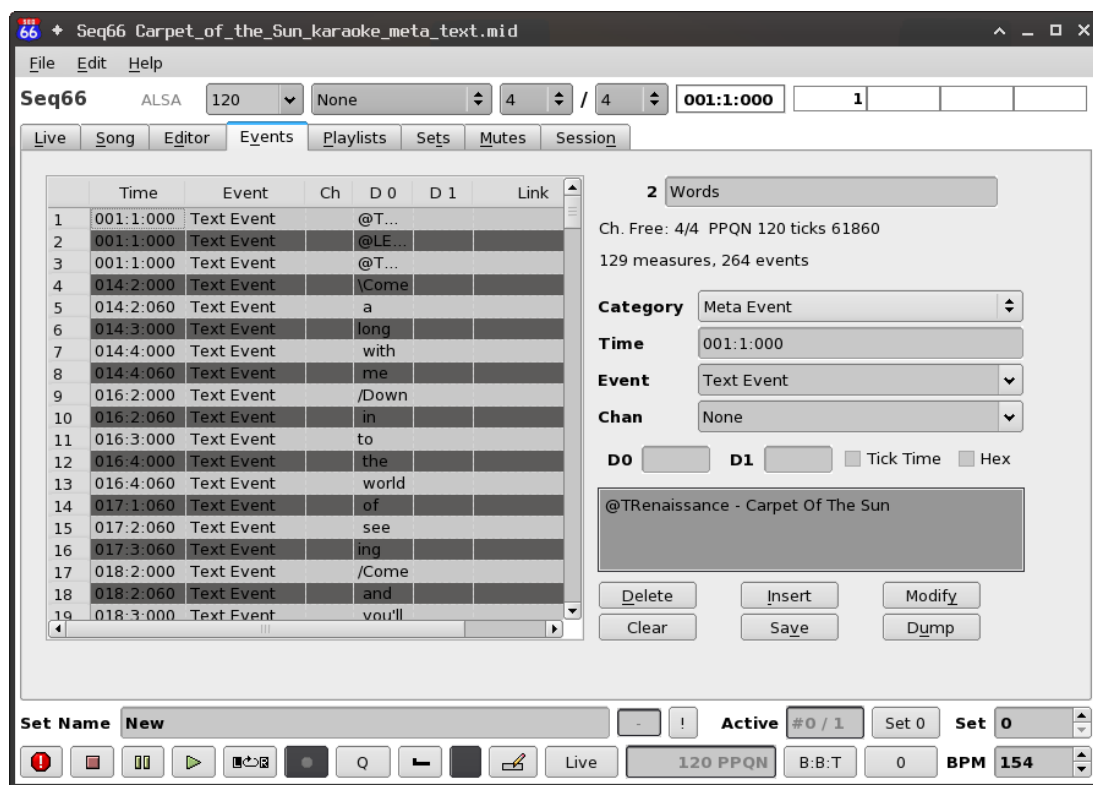 SEQ 66 Seq66 Carpet_of_the_Sun_karaoke_meta_text.mid
File Edit Help
Seq66 ALSA 120 None 4 / 4 001:1:000 1
Live Song Editor Events Playlists Sets Mutes Session
Time Event Ch D 0 D 1 Link
1 001:1:000 Text Event @T...
2 001:1:000 Text Event @LE...
3 001:1:000 Text Event @T...
4 014:2:000 Text Event \Come
5 014:2:060 Text Event a
6 014:3:000 Text Event long
7 014:4:000 Text Event with
8 014:4:060 Text Event me
9 016:2:000 Text Event /Down
10 016:2:060 Text Event in
11 016:3:000 Text Event to
12 016:4:000 Text Event the
13 016:4:060 Text Event world
14 017:1:060 Text Event of
15 017:2:060 Text Event see
16 017:3:060 Text Event ing
17 018:2:000 Text Event /Come
18 018:2:060 Text Event and
19 018:3:000 Text Event you'll
2 Words
Ch. Free: 4/4 PPQN 120 ticks 61860
129 measures, 264 events
Category Meta Event
Time 001:1:000
Event Text Event
Chan None
D0 D1 Tick Time Hex
@TRenaissance - Carpet Of The Sun
Delete Insert Modify
Clear Save Dump
Set Name New - ! Active #0 / 1 Set 0 Set 0
Q Live 120 PPQN B:B:T 0 BPM 154